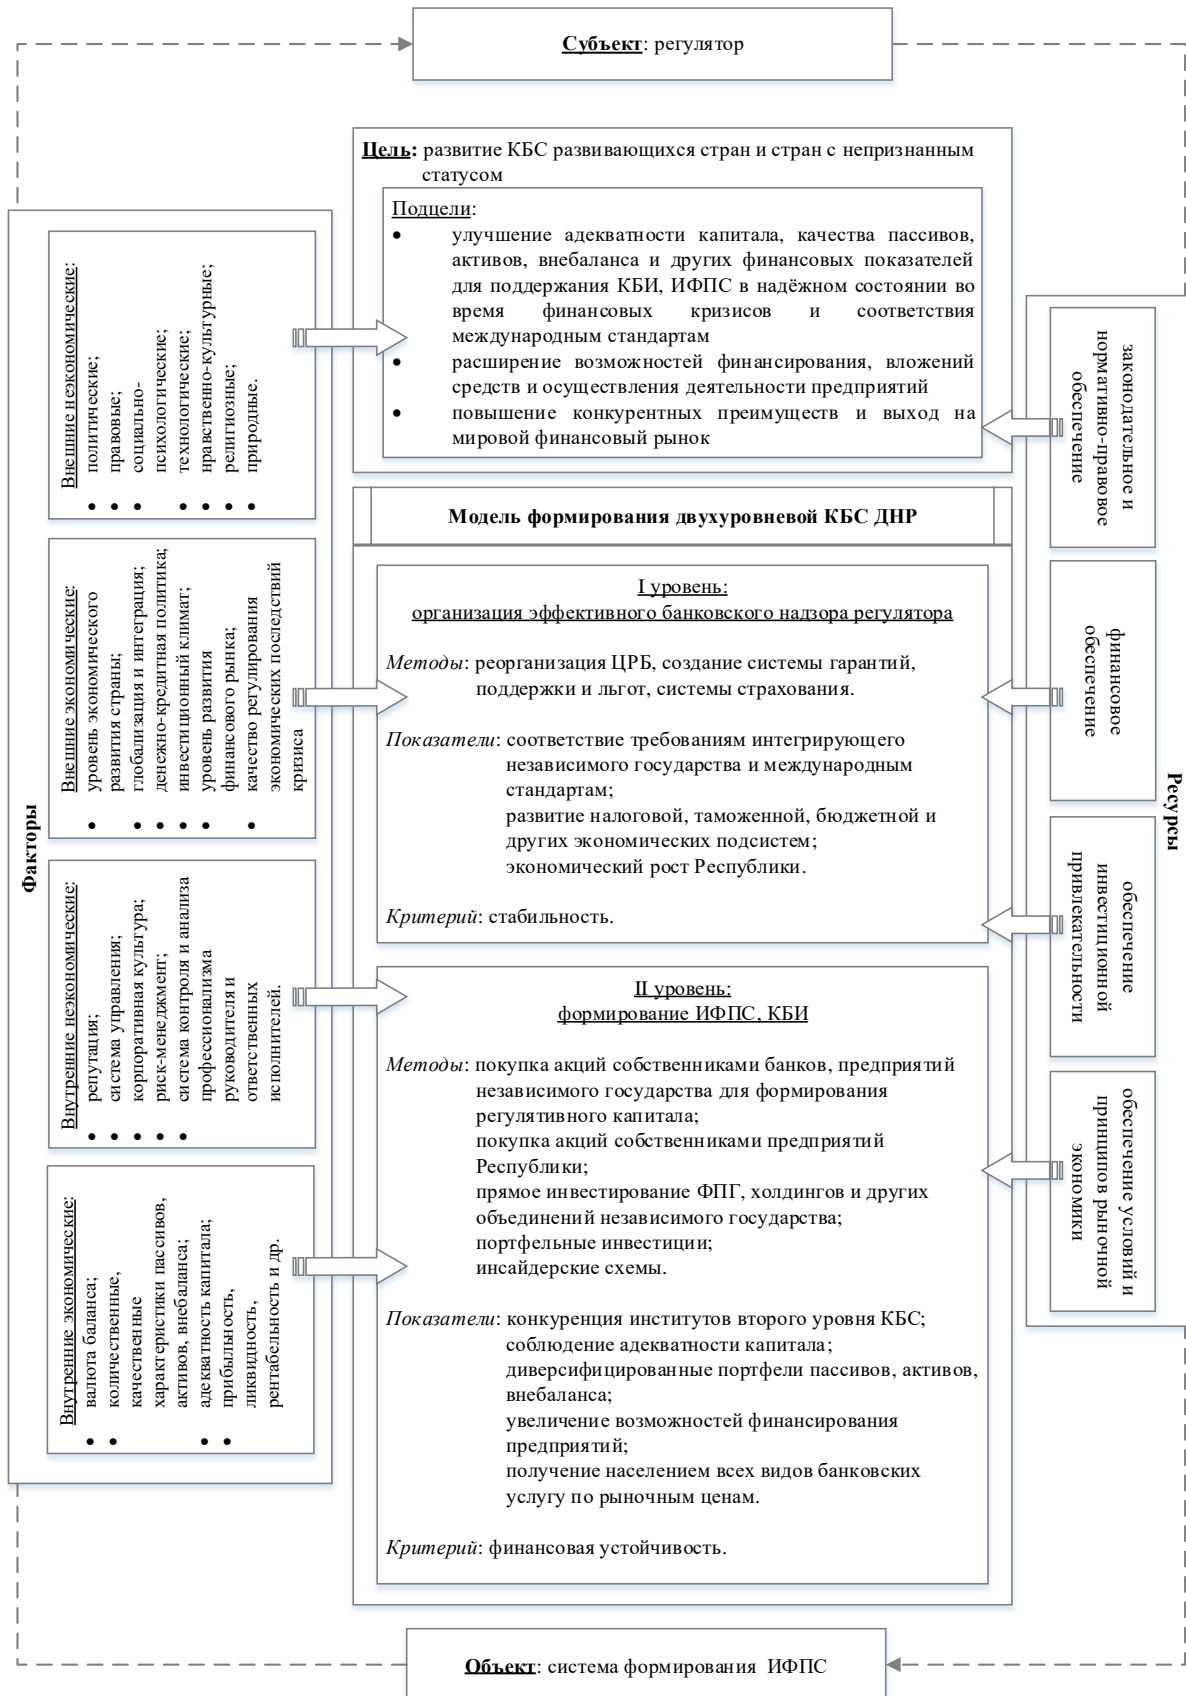 Субъект: регулятор
Цель: развитие КБС развивающихся стран и стран с непризнанным
статусом
Подцели:
• улучшение адекватности капитала, качества пассивов,
активов, внебаланса и других финансовых показателей
для поддержания КБИ, ИФПС в надёжном состоянии во
время финансовых кризисов и соответствия
международным стандартам
• расширение возможностей финансирования, вложений
средств и осуществления деятельности предприятий
• повышение конкурентных преимуществ и выход на
мировой финансовый рынок
Факторы
Внешние неэкономические:
• политические;
• правовые;
• социально-
психологические;
• технологические;
• нравственно-культурные;
• религиозные;
• природные.
Внешние экономические:
• уровень экономического
развития страны;
• глобализация и интеграция;
• денежно-кредитная политика;
• инвестиционный климат;
• уровень развития
финансового рынка;
• качество регулирования
экономических последствий
кризиса
Внутренние неэкономические:
• репутация;
• система управления;
• корпоративная культура;
• риск-менеджмент;
• система контроля и анализа
профессионализма
руководителя и
ответственных
исполнителей.
Внутренние экономические:
• валюта баланса;
• количественные,
качественные
характеристики пассивов,
активов, внебаланса;
• адекватность капитала;
• прибыльность,
ликвидность,
рентабельность и др.
Модель формирования двухуровневой КБС ДНР
I уровень:
организация эффективного банковского надзора регулятора
Методы: реорганизация ЦРБ, создание системы гарантий,
поддержки и льгот, системы страхования.
Показатели: соответствие требованиям интегрирующего
независимого государства и международным
стандартам;
развитие налоговой, таможенной, бюджетной и
других экономических подсистем;
экономический рост Республики.
Критерий: стабильность.
II уровень:
формирование ИФПС, КБИ
Методы: покупка акций собственниками банков, предприятий
независимого государства для формирования
регулятивного капитала;
покупка акций собственниками предприятий
Республики;
прямое инвестирование ФПГ, холдингов и других
объединений независимого государства;
портфельные инвестиции;
инсайдерские схемы.
Показатели: конкуренция институтов второго уровня КБС;
соблюдение адекватности капитала;
диверсифицированные портфели пассивов, активов,
внебаланса;
увеличение возможностей финансирования
предприятий;
получение населением всех видов банковских
услугу по рыночным ценам.
Критерий: финансовая устойчивость.
Ресурсы
законодательное и
нормативно-правовое
обеспечение
финансовое
обеспечение
обеспечение
инвестиционной
привлекательности
обеспечение условий и
принципов рыночной
экономики
Объект: система формирования ИФПС